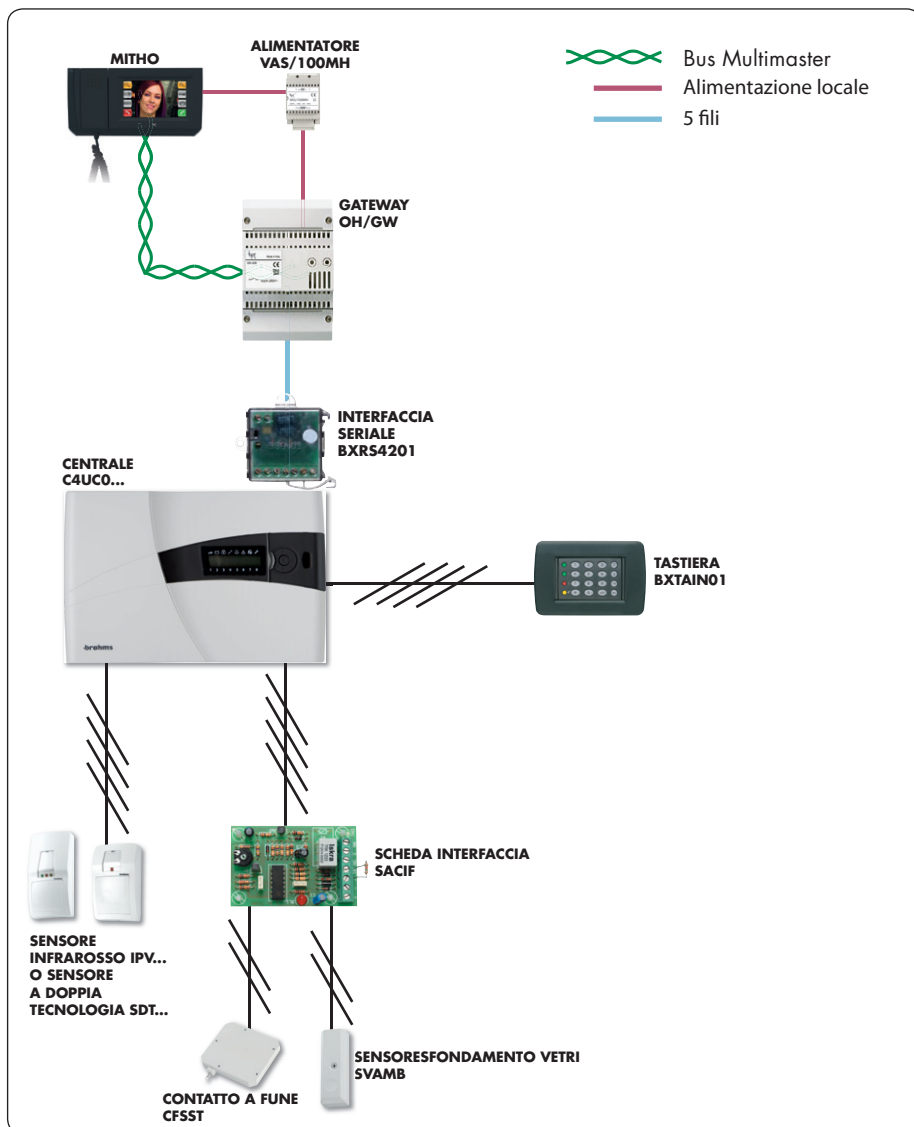 MITHO
ALIMENTATORE
VAS/100MH
Bus Multimaster
Alimentazione locale
5 fili
GATEWAY
OH/GW
INTERFACCIA
SERIALE
BXRS4201
CENTRALE
C4UC0...
brahms
TASTIERA
BXTAIN01
SCHEDA INTERFACCIA
SACIF
SENSORE
INFRAROSSO IPV...
O SENSORE
A DOPPIA
TECNOLOGIA SDT...
SENSORESFONDAMENTO VETRI
SVAMB
CONTATTO A FUNE
CFSST